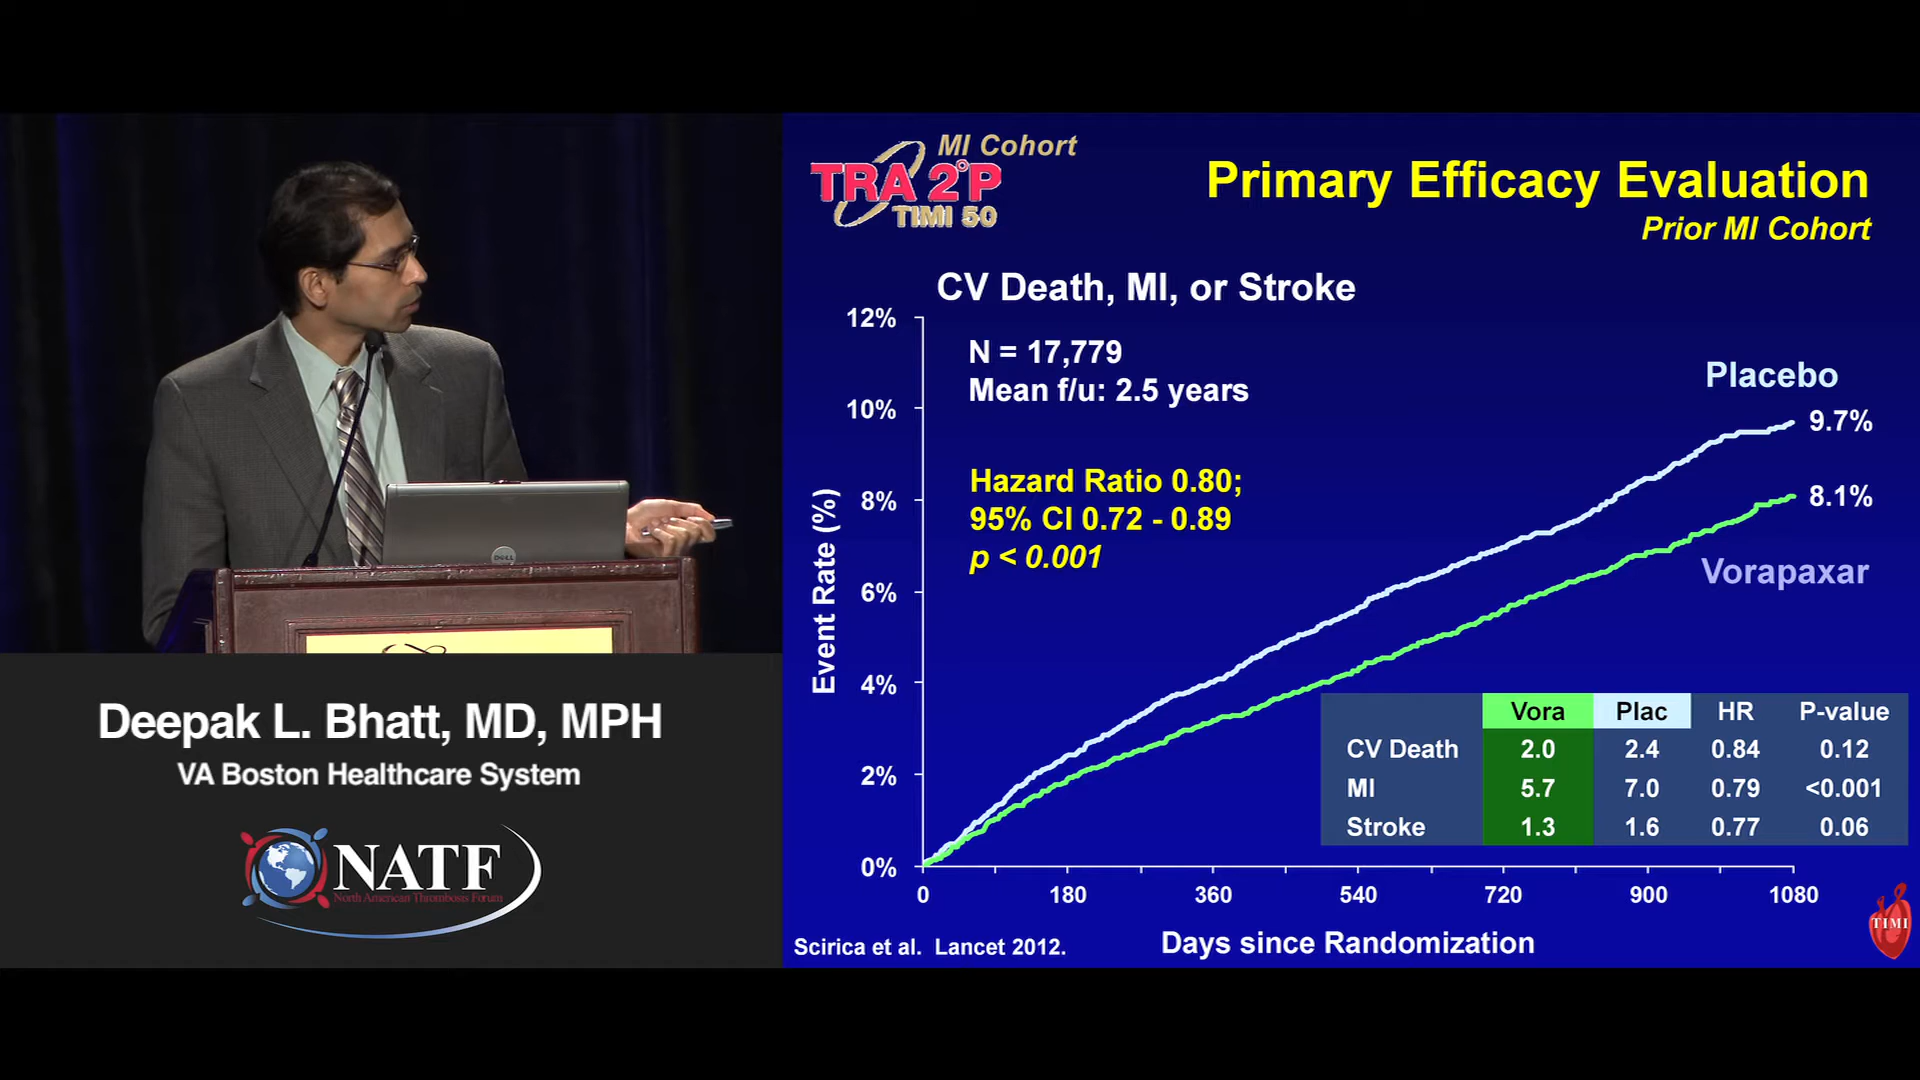 MI Cohort
TRA 2°P
TIMI 50
Primary Efficacy Evaluation
Prior MI Cohort
CV Death, MI, or Stroke
N = 17,779
Mean f/u: 2.5 years
Hazard Ratio 0.80;
95% CI 0.72 - 0.89
p < 0.001
Placebo
9.7%
8.1%
Vorapaxar
Event Rate (%)
12%
10%
8%
6%
4%
2%
0%
0 180 360 540 720 900 1080
Days since Randomization
Vora Plac HR P-value
CV Death 2.0 2.4 0.84 0.12
MI 5.7 7.0 0.79 <0.001
Stroke 1.3 1.6 0.77 0.06
Scirica et al. Lancet 2012.
TIMI
DELL
Deepak L. Bhatt, MD, MPH
VA Boston Healthcare System
NATF
North American Thrombosis Forum